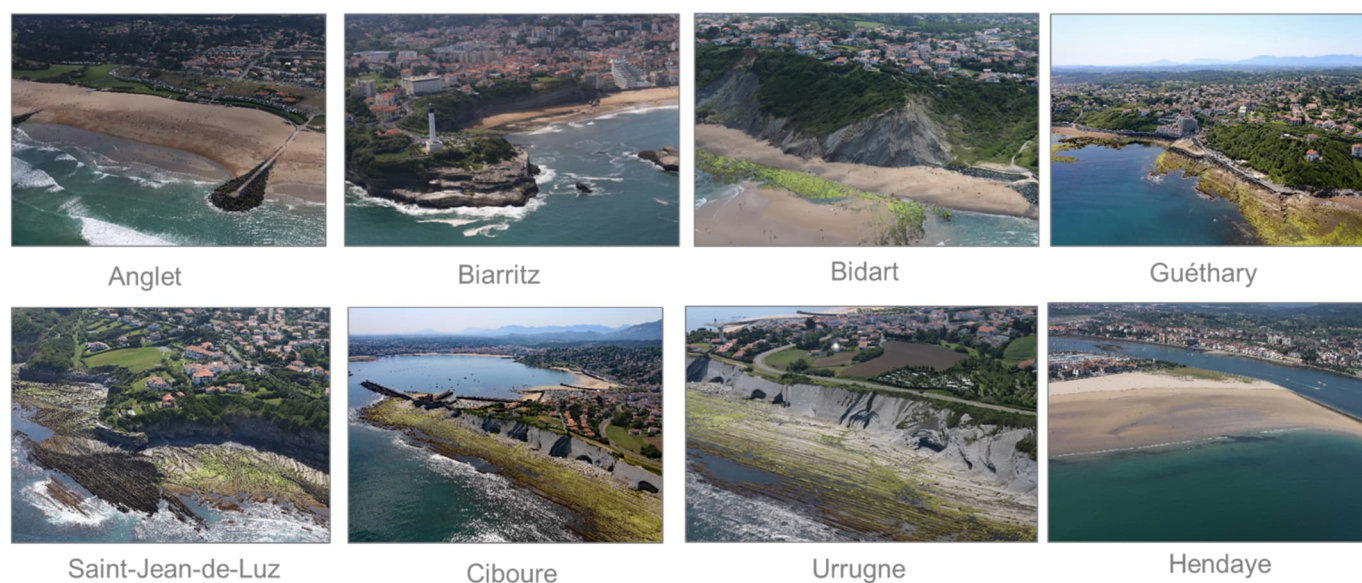 Anglet
Biarritz
Bidart
Guéthary
Saint-Jean-de-Luz
Ciboure
Urrugne
Hendaye